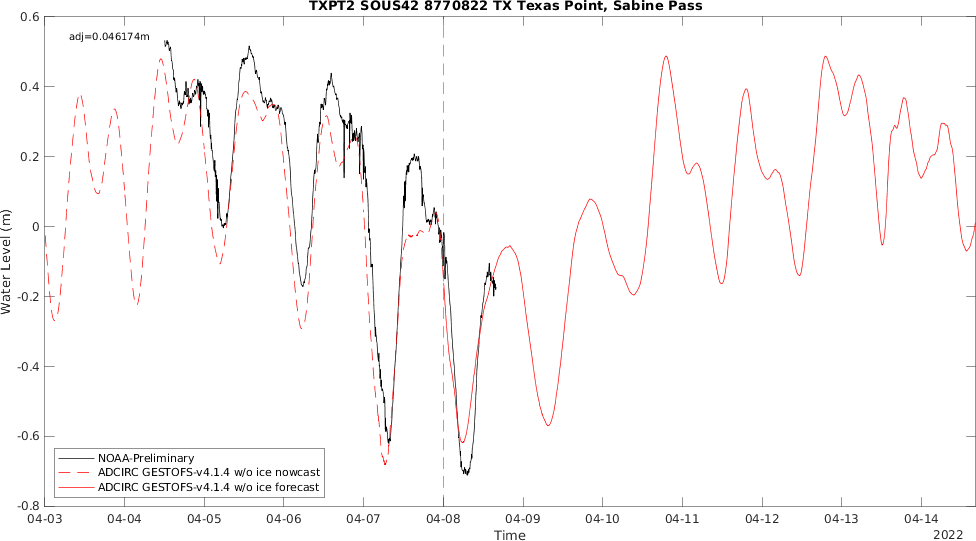 TXPT2 SOUS42 8770822 TX Texas Point, Sabine Pass
adj=0.046174m
0.6
0.4
0.2
0
-0.2
-0.4
-0.6
-0.8
Water Level (m)
NOAA-Preliminary
ADCIRC GESTOFS-v4.1.4 w/o ice nowcast
ADCIRC GESTOFS-v4.1.4 w/o ice forecast
04-03 04-04 04-05 04-06 04-07 04-08 04-09 04-10 04-11 04-12 04-13 04-14
Time
2022